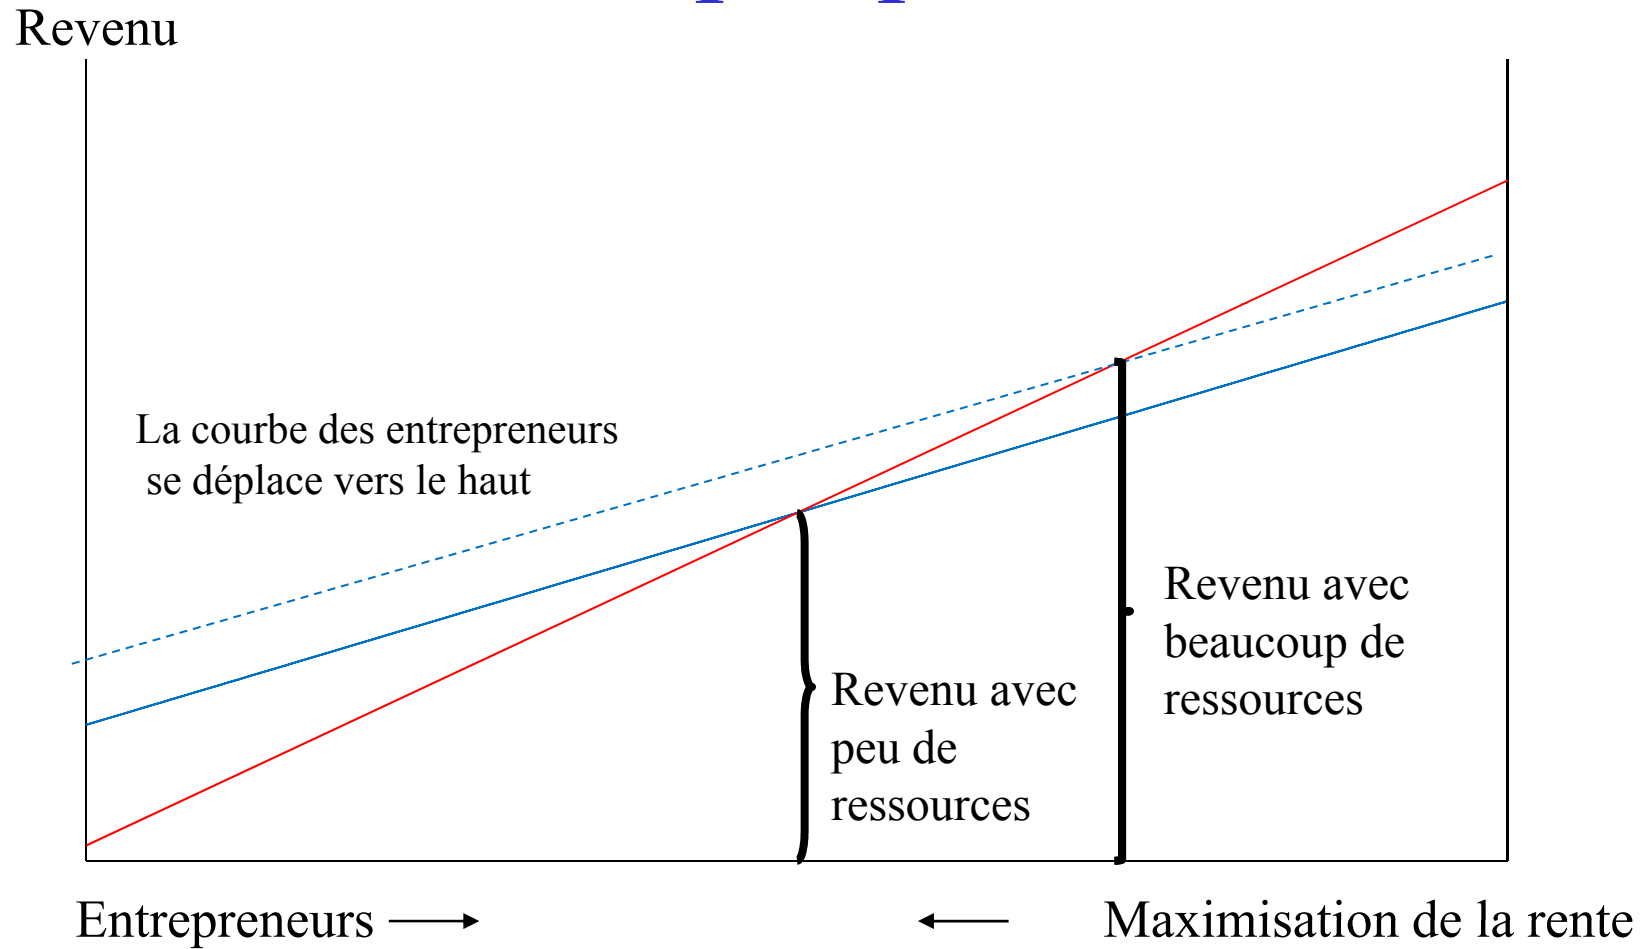 Revenu
La courbe des entrepreneurs
se déplace vers le haut
Revenu avec
beaucoup de
ressources
Revenu avec
peu de
ressources
Entrepreneurs
Maximisation de la rente